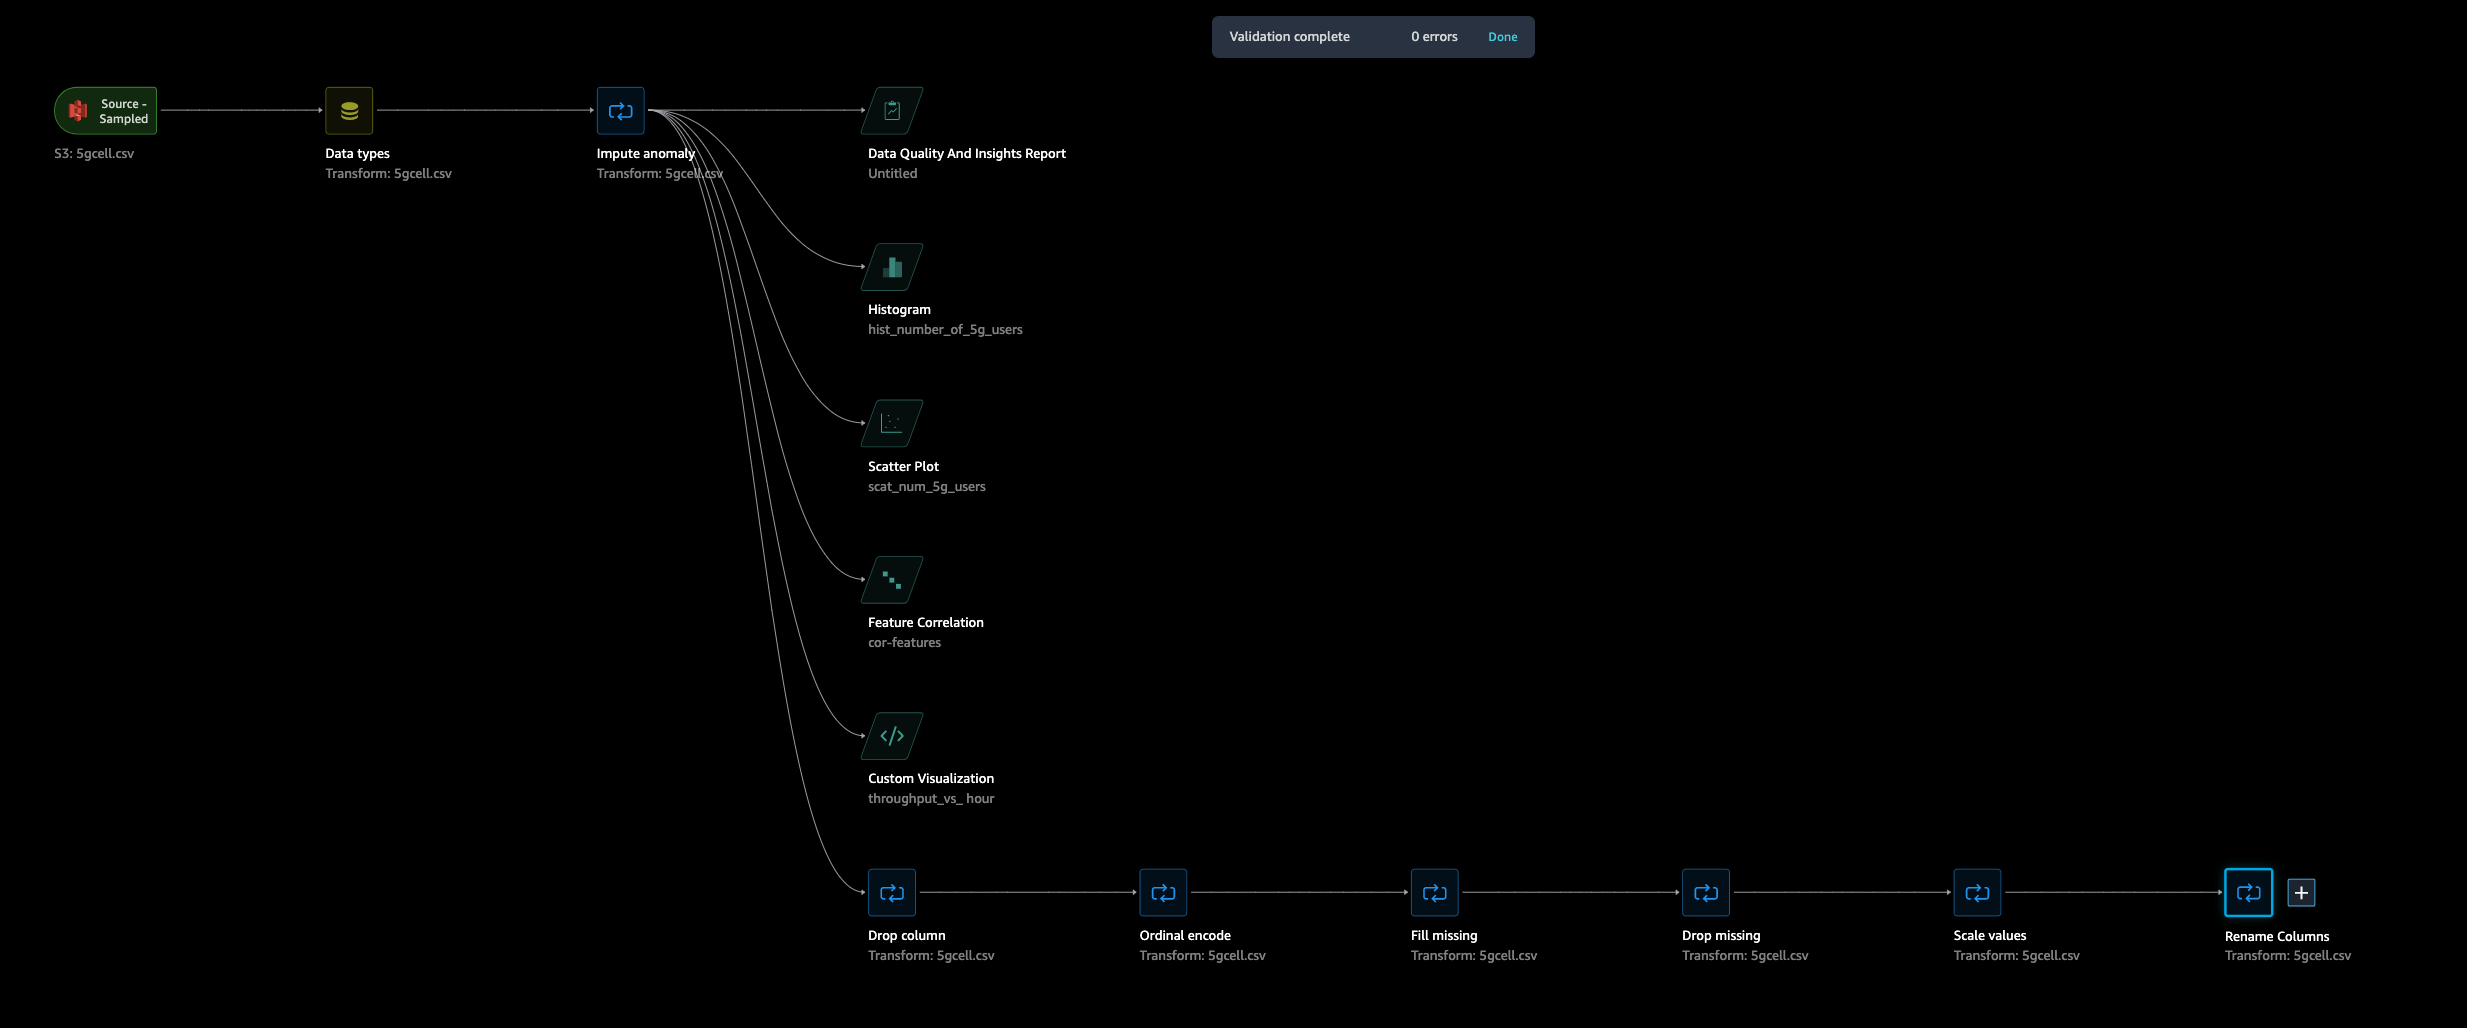 Validation complete 0 errors Done
Source -
Sampled
S3: 5gcell.csv
Data types
Transform: 5gcell.csv
Impute anomaly
Transform: 5gcell.csv
Data Quality And Insights Report
Untitled
Histogram
hist_number_of_5g_users
Scatter Plot
scat_num_5g_users
Feature Correlation
cor-features
Custom Visualization
throughput_vs_ hour
Drop column
Transform: 5gcell.csv
Ordinal encode
Transform: 5gcell.csv
Fill missing
Transform: 5gcell.csv
Drop missing
Transform: 5gcell.csv
Scale values
Transform: 5gcell.csv
Rename Columns
Transform: 5gcell.csv